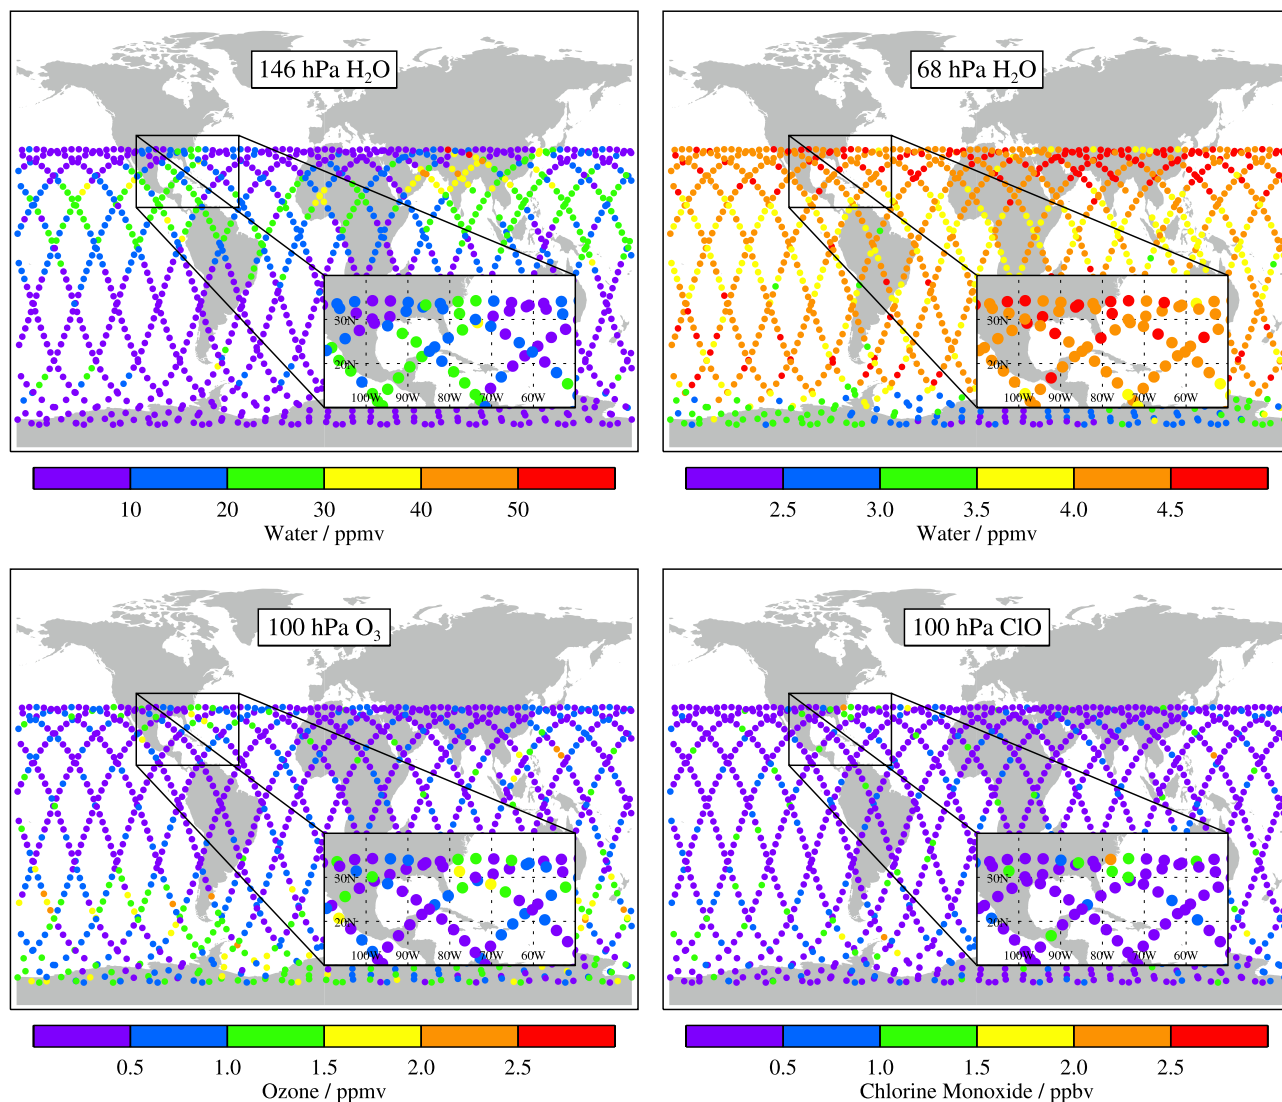 146 hPa H₂O
30N
20N
100W 90W 80W 70W 60W
10 20 30 40 50
Water / ppmv
68 hPa H₂O
30N
20N
100W 90W 80W 70W 60W
2.5 3.0 3.5 4.0 4.5
Water / ppmv
100 hPa O₃
30N
20N
100W 90W 80W 70W 60W
0.5 1.0 1.5 2.0 2.5
Ozone / ppmv
100 hPa ClO
30N
20N
100W 90W 80W 70W 60W
0.5 1.0 1.5 2.0 2.5
Chlorine Monoxide / ppbv